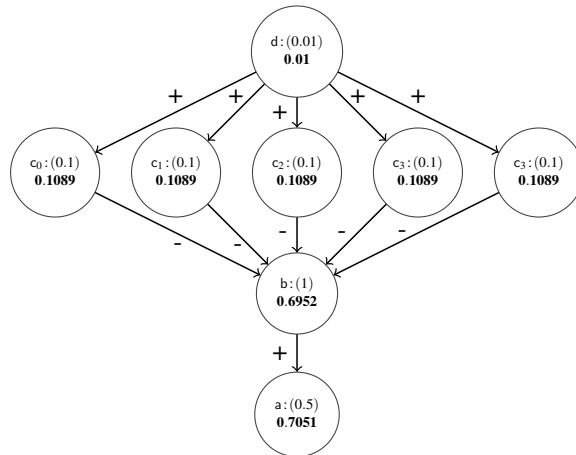 d:(0.01)
0.01
+ + + + +
c₀:(0.1) c₁:(0.1) c₂:(0.1) c₃:(0.1) c₃:(0.1)
0.1089 0.1089 0.1089 0.1089 0.1089
- - - - -
b:(1)
0.6952
+
a:(0.5)
0.7051